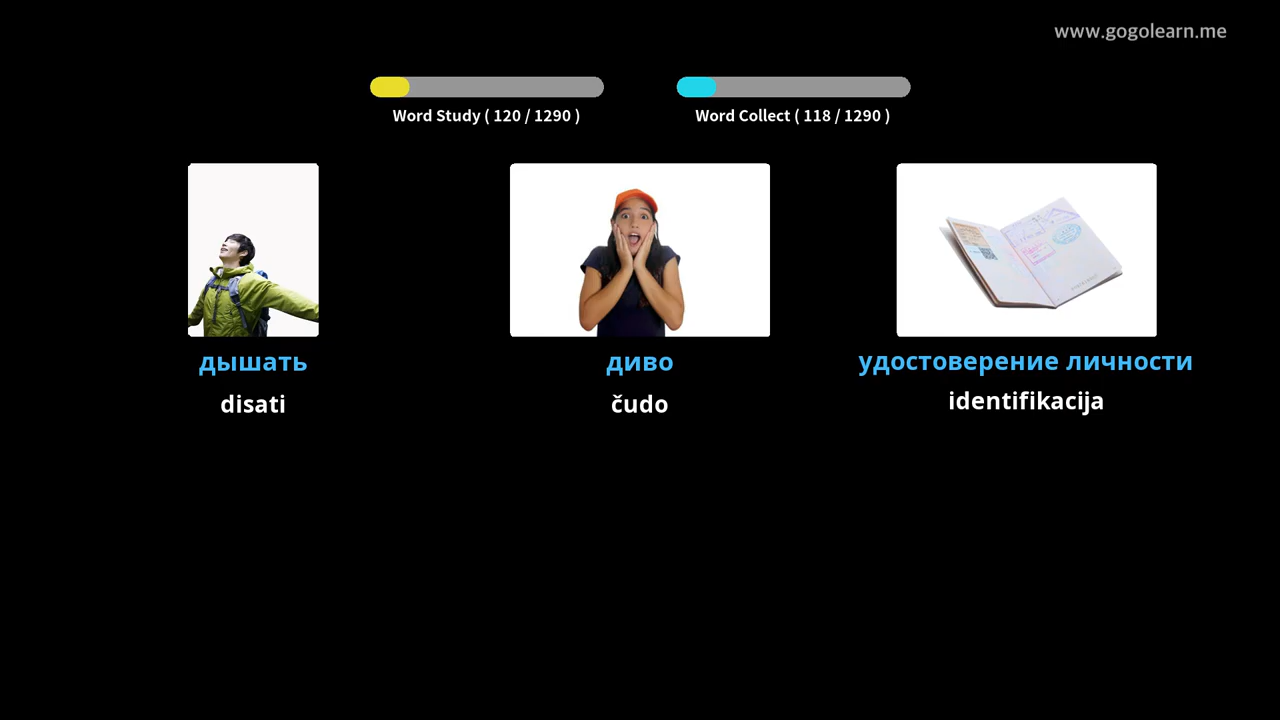 www.gogolearn.me
Word Study ( 120 / 1290 )
Word Collect ( 118 / 1290 )
дышать
disati
диво
čudo
удостоверение личности
identifikacija